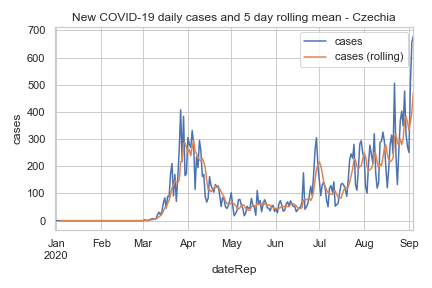 New COVID-19 daily cases and 5 day rolling mean - Czechia
700
600
500
400
300
200
100
0
cases
cases
cases (rolling)
Jan Feb Mar Apr May Jun Jul Aug Sep
2020
dateRep